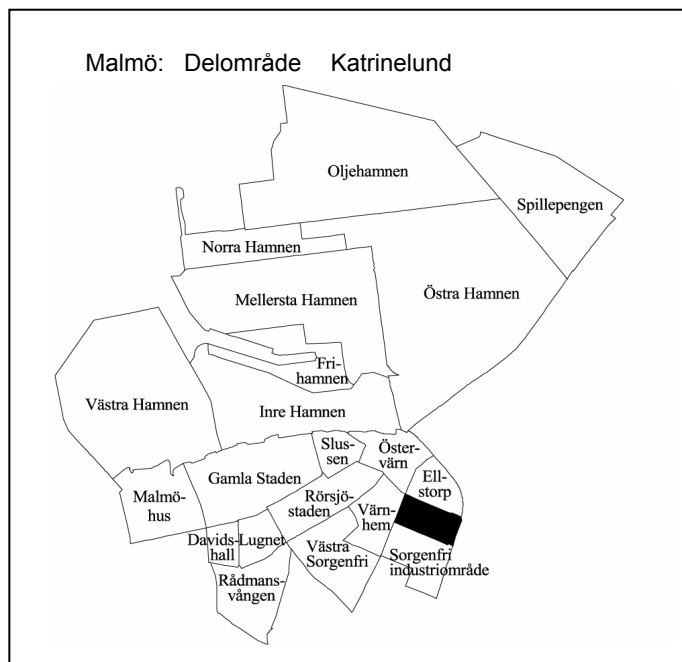 Malmö: Delområde Katrinelund
Oljehamnen
Spillepengen
Norra Hamnen
Mellersta Hamnen
Östra Hamnen
Fri-
hamnen
Västra Hamnen
Inre Hamnen
Slus-
sen
Öster-
värn
Gamla Staden
Ell-
storp
Malmö-
hus
Rörsjö-
staden
Värn-
hem
Davids-
hall
Lugnet
Västra
Sorgenfri
Sorgenfri
industriområde
Rådmans-
vången